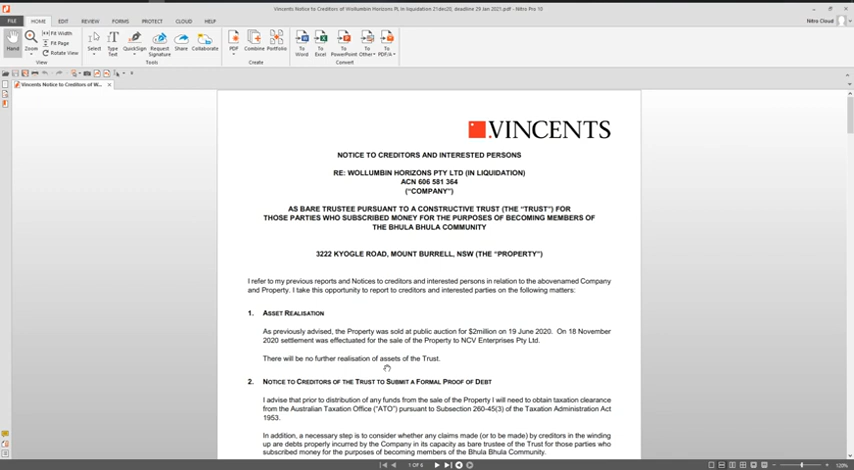 Vincents Notice to Creditors of Wollumbin Horizons PL in liquidation 21dec20, deadline 29 Jan 2021.pdf - Nitro Pro 10
FILE HOME EDIT REVIEW FORMS PROTECT CLOUD HELP
Nitro Cloud
Hand Zoom Fit Width
Fit Page
Rotate View
Select Type Text QuickSign Request Signature Share Collaborate
PDF Combine Portfolio
To Word To Excel To PowerPoint To Other To PDF/A
View Tools Create Convert
Vincents Notice to Creditors of W...
VINCENTS
NOTICE TO CREDITORS AND INTERESTED PERSONS
RE: WOLLUMBIN HORIZONS PTY LTD (IN LIQUIDATION)
ACN 606 581 364
("COMPANY")
AS BARE TRUSTEE PURSUANT TO A CONSTRUCTIVE TRUST (THE "TRUST") FOR
THOSE PARTIES WHO SUBSCRIBED MONEY FOR THE PURPOSES OF BECOMING MEMBERS OF
THE BHULA BHULA COMMUNITY
3222 KYOGLE ROAD, MOUNT BURRELL, NSW (THE "PROPERTY")
I refer to my previous reports and Notices to creditors and interested persons in relation to the abovenamed Company
and Property. I take this opportunity to report to creditors and interested parties on the following matters:
1. ASSET REALISATION
As previously advised, the Property was sold at public auction for $2million on 19 June 2020. On 18 November
2020 settlement was effectuated for the sale of the Property to NCV Enterprises Pty Ltd.
There will be no further realisation of assets of the Trust.
2. NOTICE TO CREDITORS OF THE TRUST TO SUBMIT A FORMAL PROOF OF DEBT
I advise that prior to distribution of any funds from the sale of the Property I will need to obtain taxation clearance
from the Australian Taxation Office ("ATO") pursuant to Subsection 260-45(3) of the Taxation Administration Act
1953.
In addition, a necessary step is to consider whether any claims made (or to be made) by creditors in the winding
up are debts properly incurred by the Company in its capacity as bare trustee of the Trust for those parties who
subscribed money for the purposes of becoming members of the Bhula Bhula Community.
1 OF 6
120%